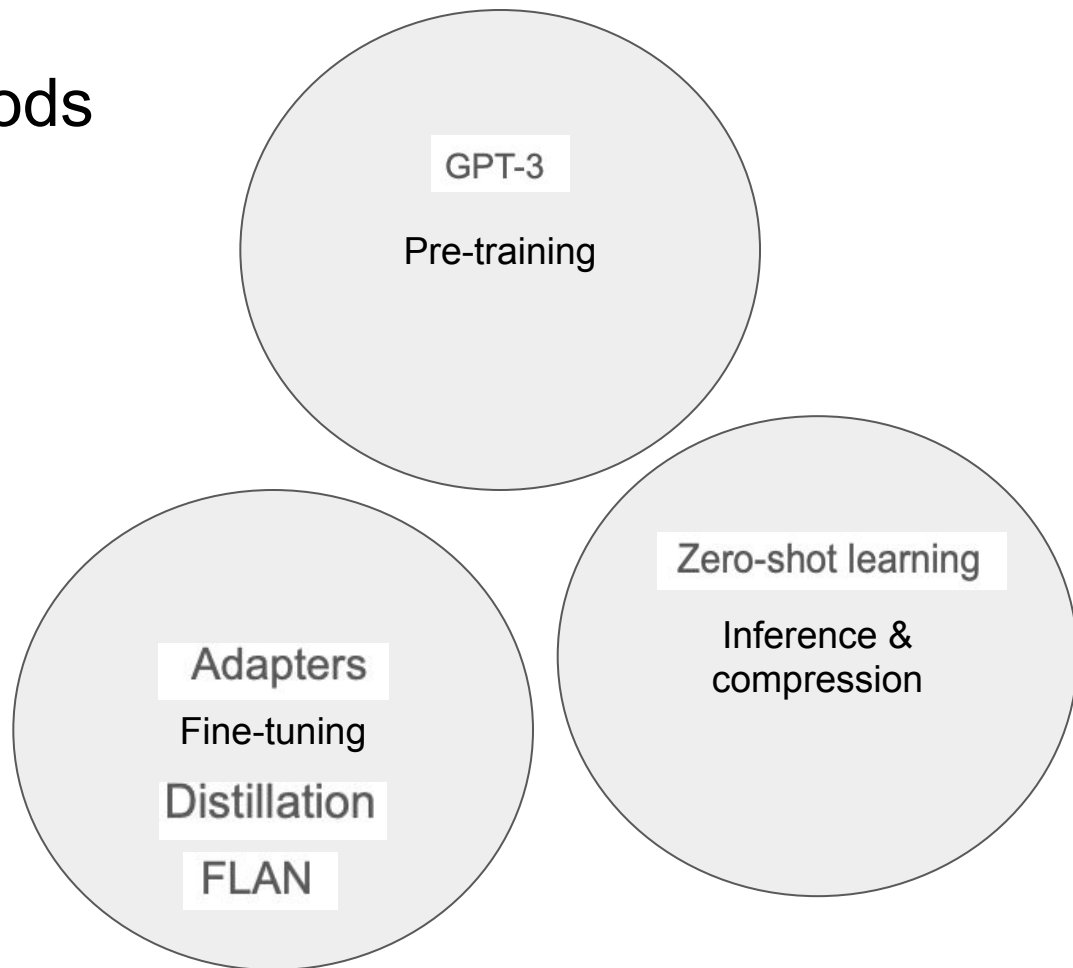 ods
GPT-3
Pre-training
Zero-shot learning
Inference &
compression
Adapters
Fine-tuning
Distillation
FLAN